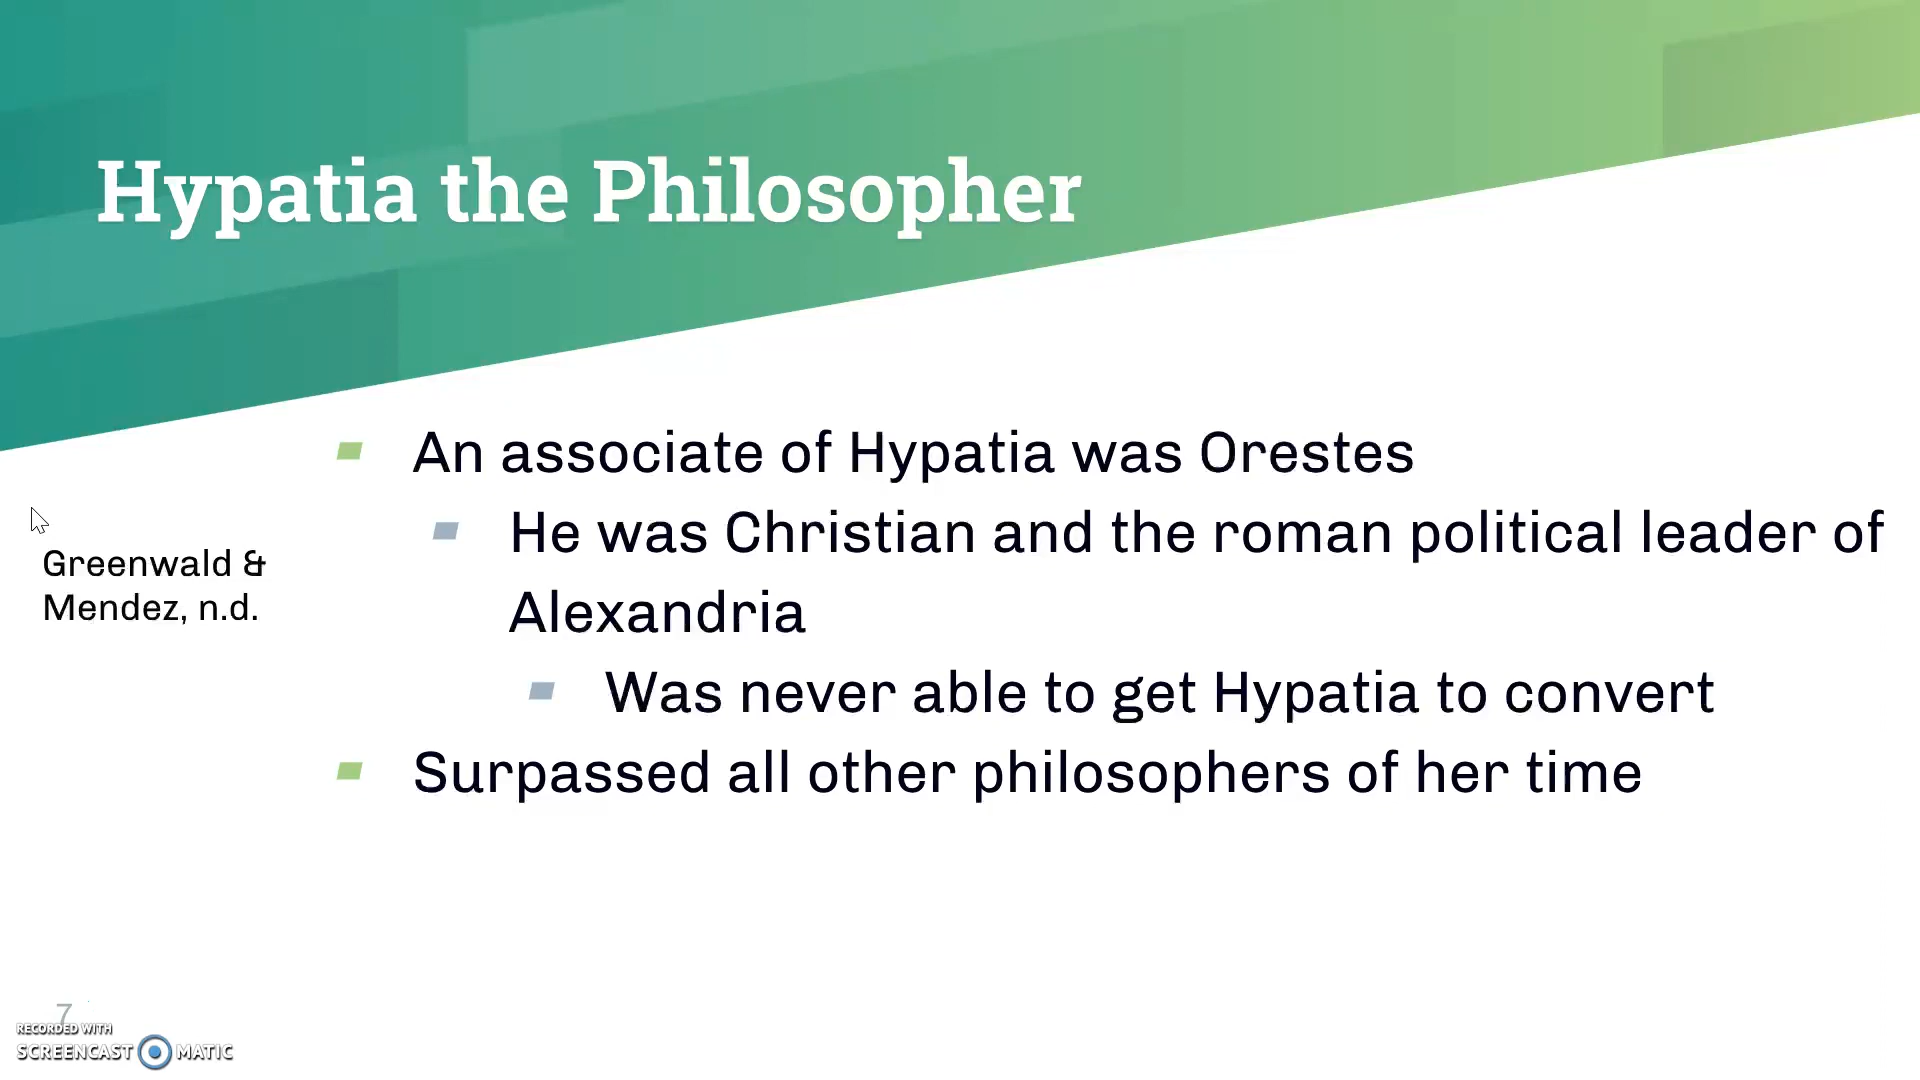 Hypatia the Philosopher
An associate of Hypatia was Orestes
He was Christian and the roman political leader of
Alexandria
Was never able to get Hypatia to convert
Surpassed all other philosophers of her time
Greenwald &
Mendez, n.d.
7
RECORDED WITH
SCREENCAST MATIC